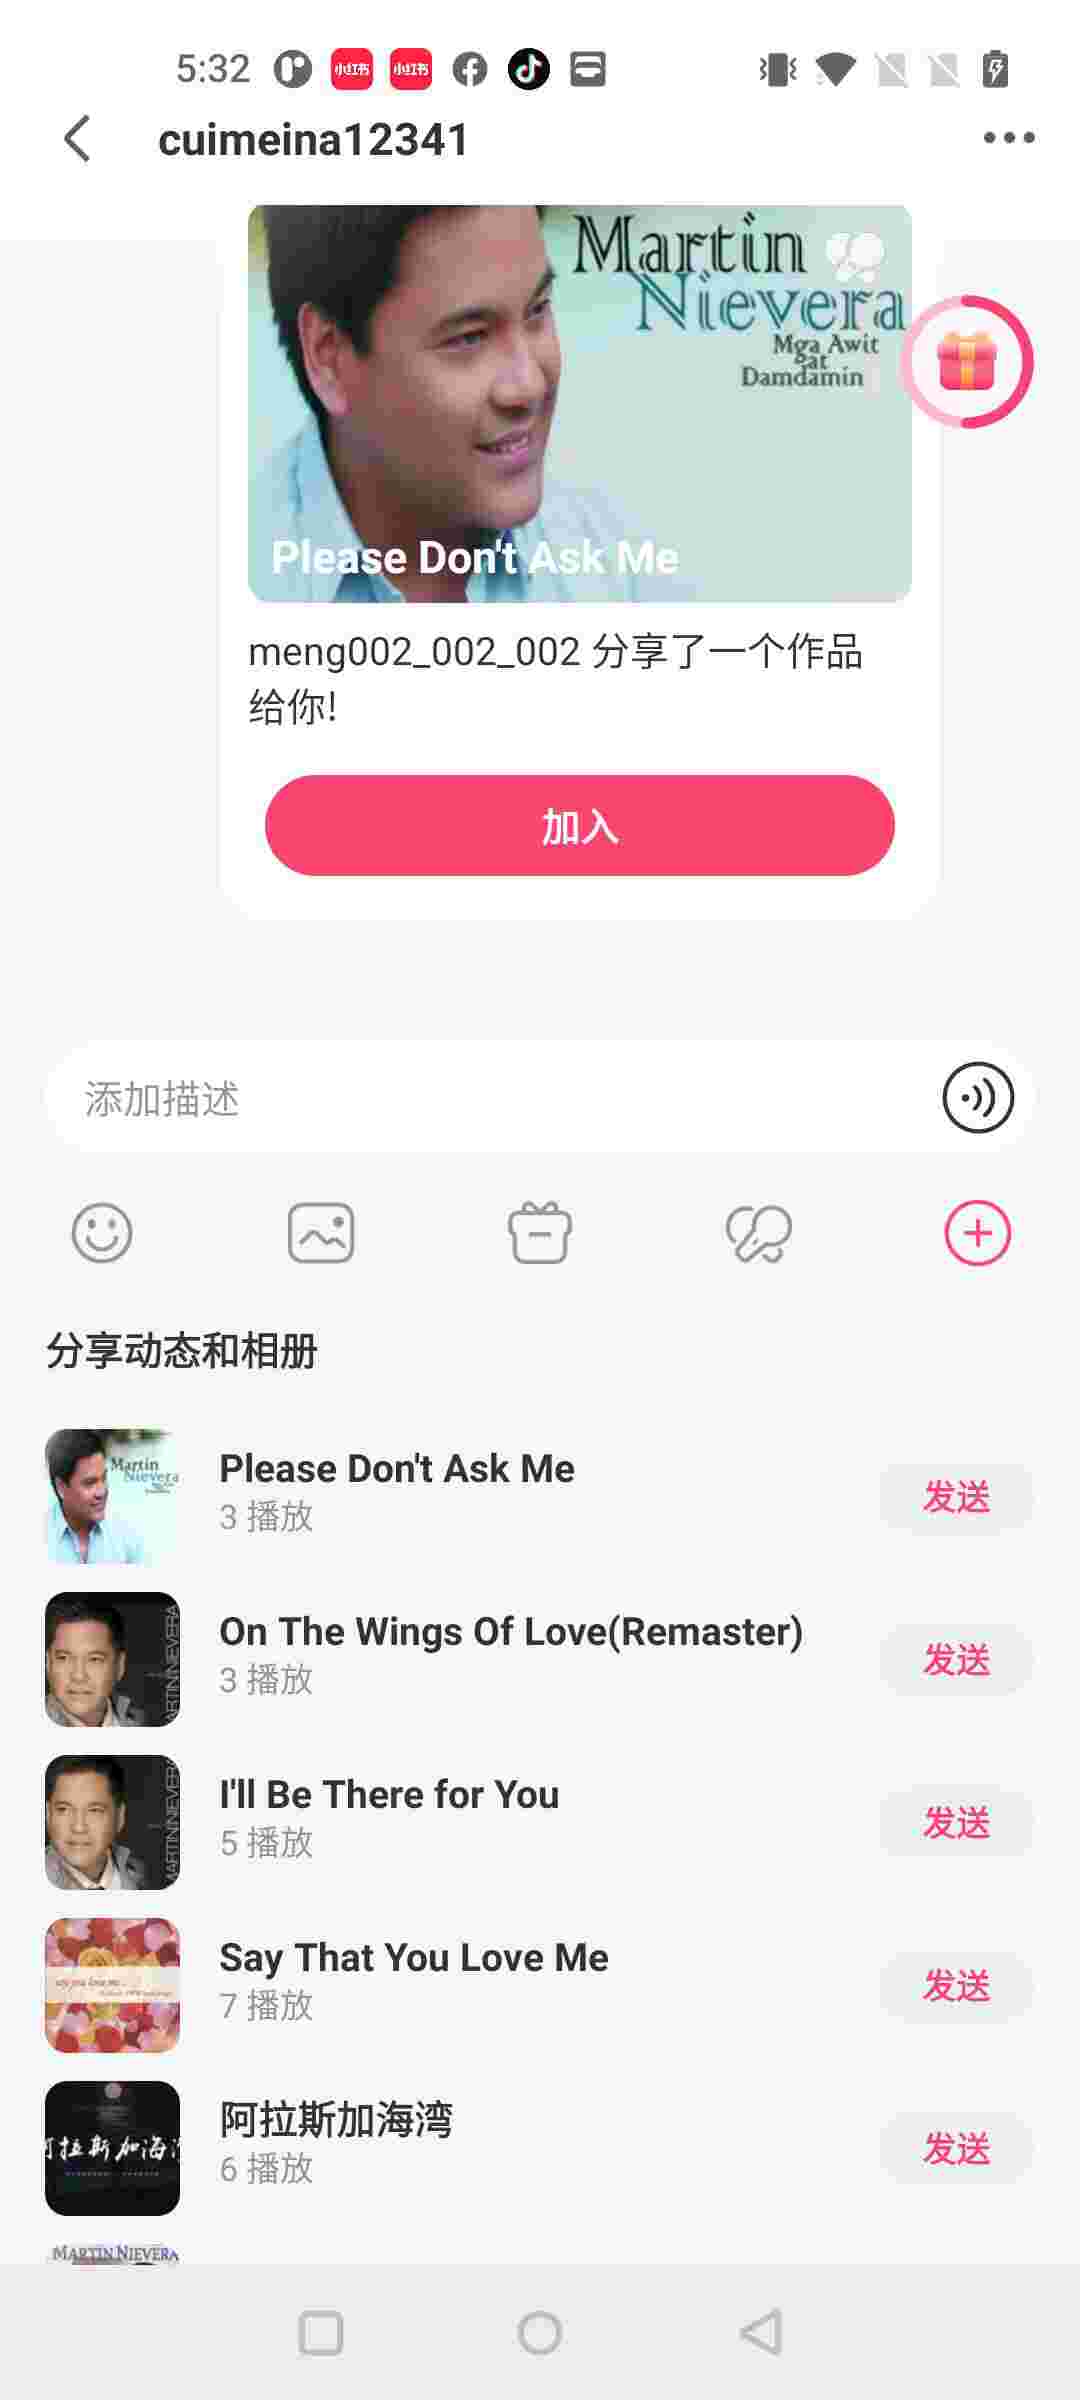 5:32
小红书
小红书
cuimeina12341
Martin
Nievera
Mga Awit
at
Damdamin
Please Don't Ask Me
meng002_002_002 分享了一个作品
给你!
加入
添加描述
分享动态和相册
Martin
Nievera
Please Don't Ask Me
3 播放
发送
MARTIN NIEVERA
On The Wings Of Love(Remaster)
3 播放
发送
MARTIN NIEVERA
I'll Be There for You
5 播放
发送
say you love me
Say That You Love Me
7 播放
发送
阿拉斯加海湾
阿拉斯加海湾
6 播放
发送
MARTIN NIEVERA